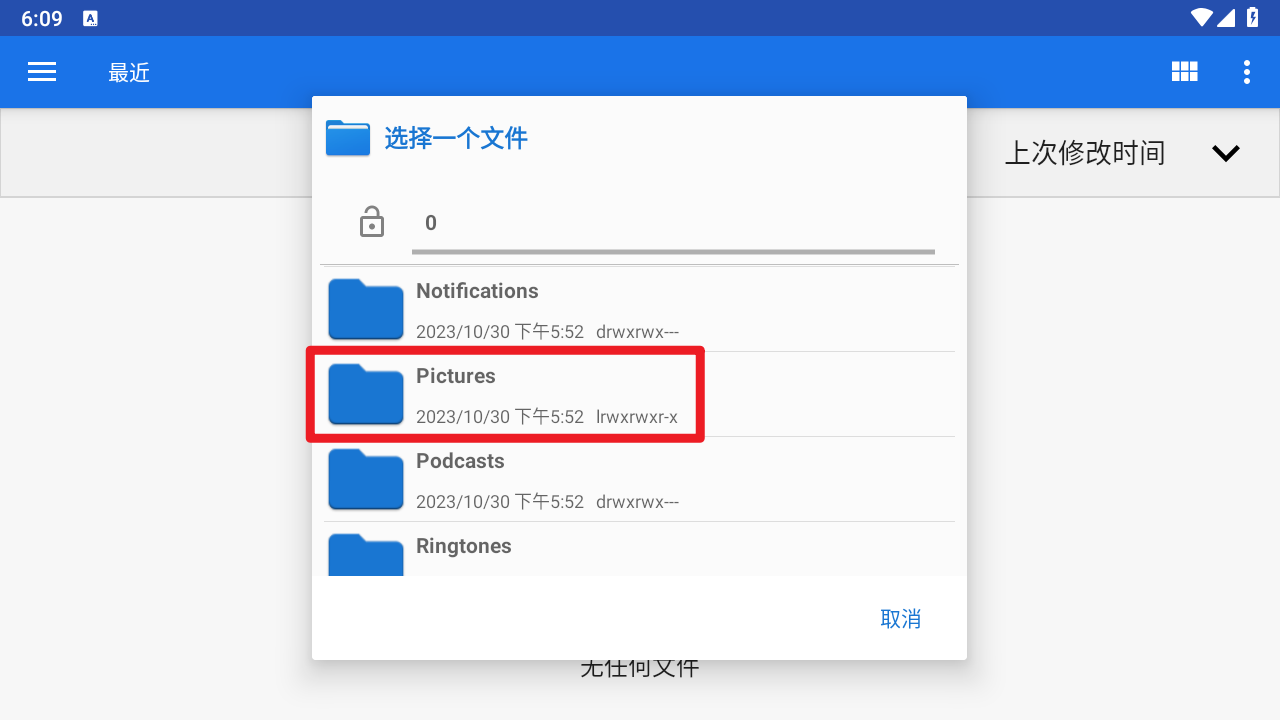 6:09
最近
选择一个文件
上次修改时间
0
Notifications
2023/10/30 下午5:52 drwxrwx---
Pictures
2023/10/30 下午5:52 lrwxrwxr-x
Podcasts
2023/10/30 下午5:52 drwxrwx---
Ringtones
取消
无任何文件